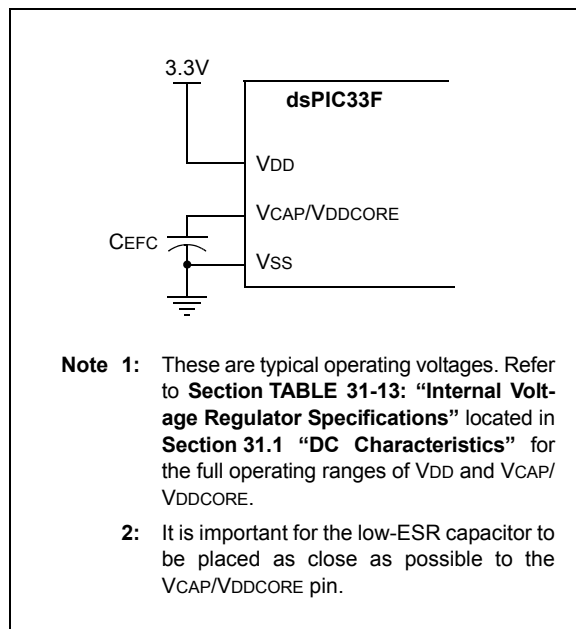 3.3V
dsPIC33F
VDD
VCAP/VDDCORE
CEFC
VSS
Note 1: These are typical operating voltages. Refer
to Section TABLE 31-13: “Internal Volt-
age Regulator Specifications” located in
Section 31.1 “DC Characteristics” for
the full operating ranges of VDD and VCAP/
VDDCORE.
2: It is important for the low-ESR capacitor to
be placed as close as possible to the
VCAP/VDDCORE pin.